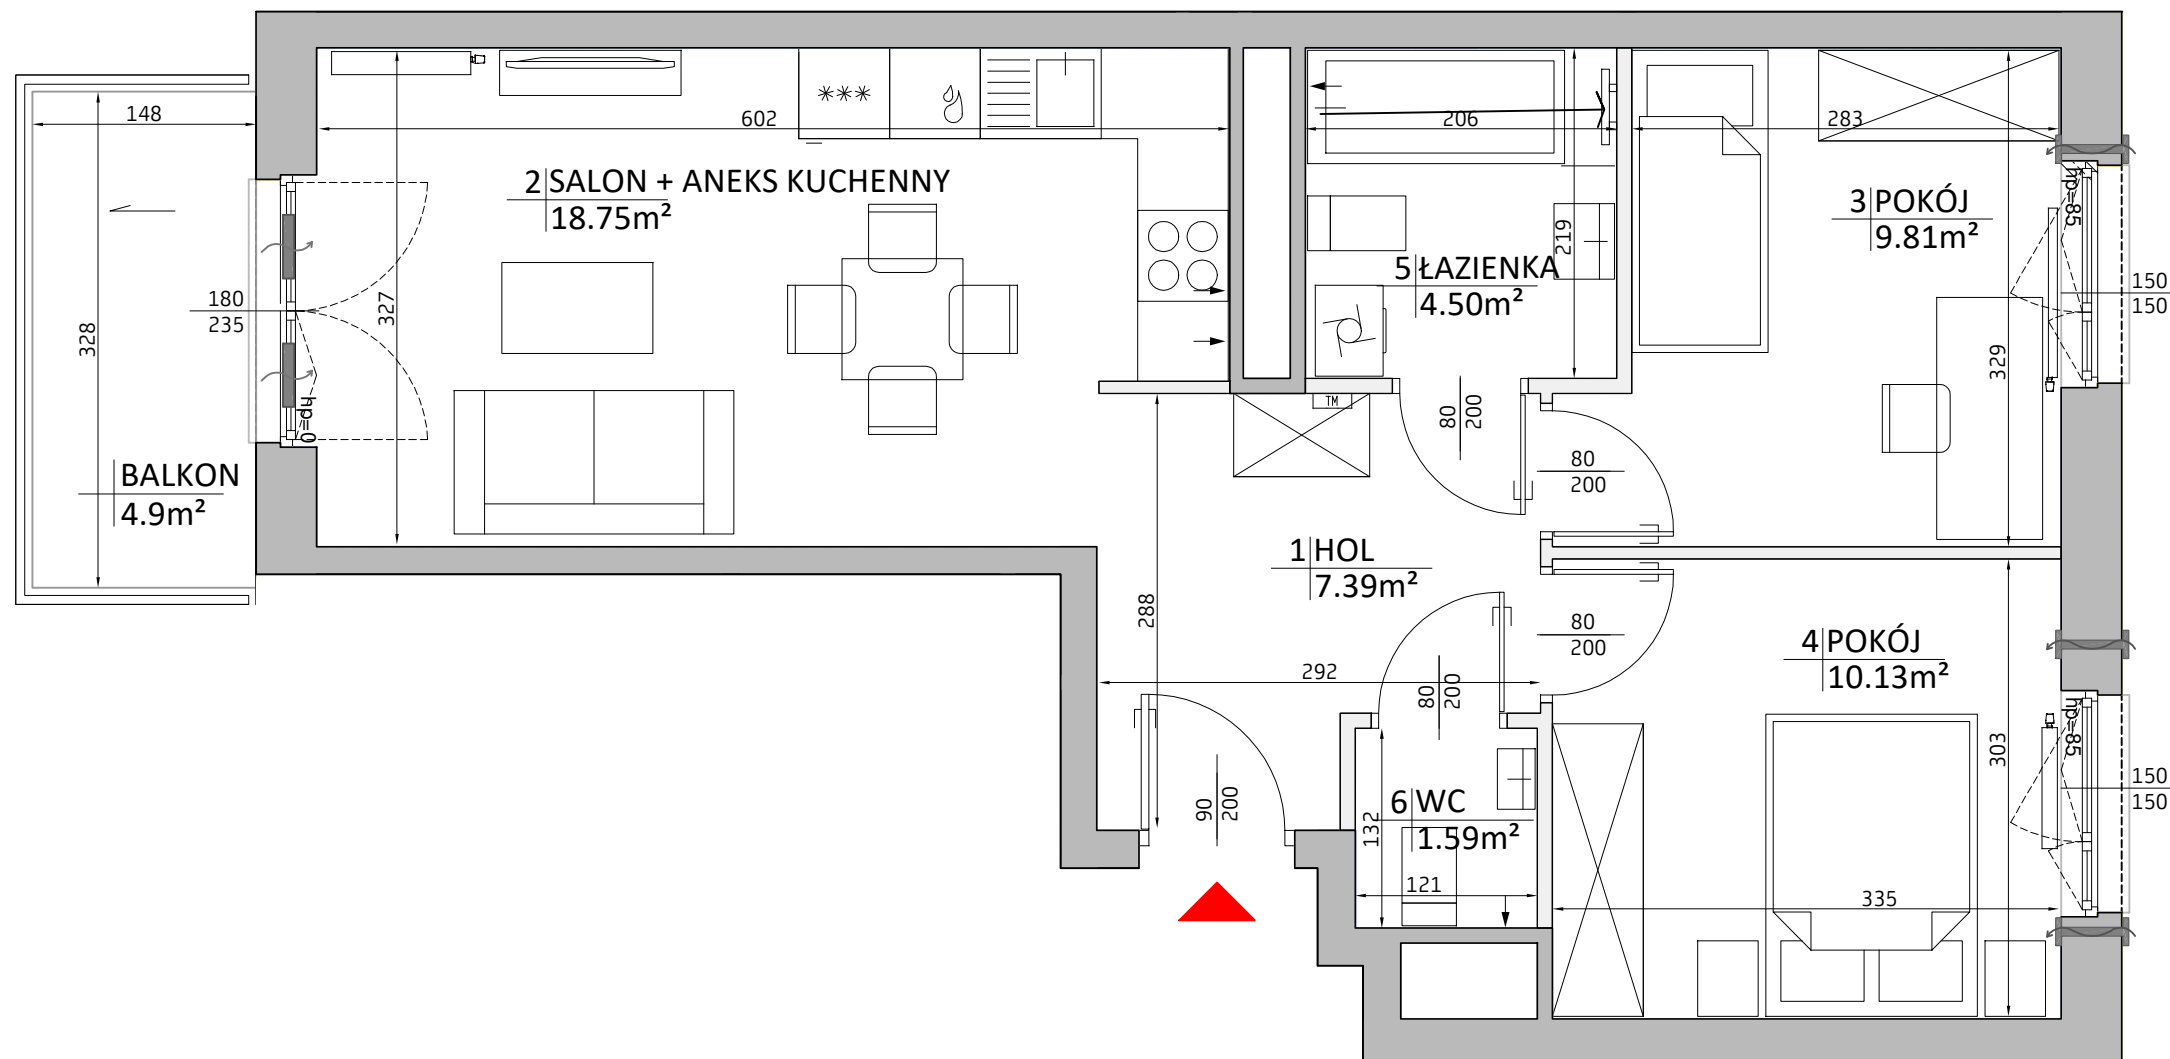 148
328
BALKON
4.9m²
180
235
hp=0
327
602
***
2 SALON + ANEKS KUCHENNY
18.75m²
206
219
5 ŁAZIENKA
4.50m²
TM
80
200
283
3 POKÓJ
9.81m²
hp=85
150
150
329
80
200
1 HOL
7.39m²
288
292
80
200
80
200
90
200
6 WC
1.59m²
132
121
4 POKÓJ
10.13m²
hp=85
150
150
303
335